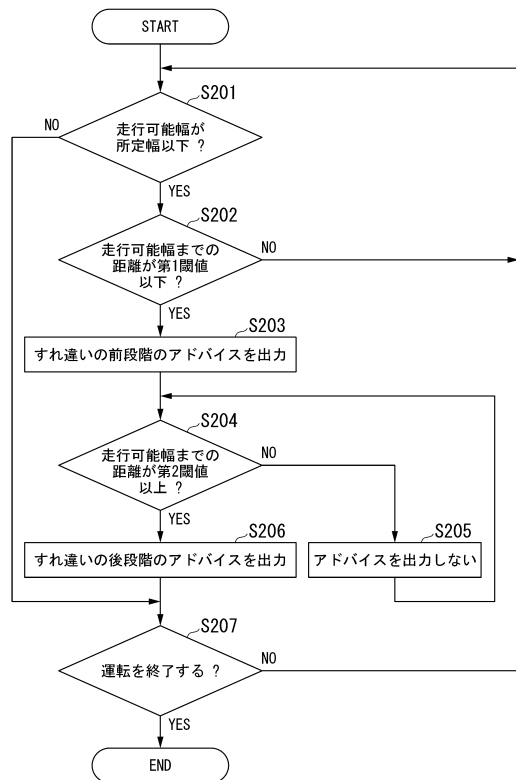 START
S201
NO
走行可能幅が
所定幅以下 ?
YES
S202
走行可能幅までの
距離が第1閾値
以下 ?
NO
YES
S203
すれ違いの前段階のアドバイスを出力
S204
走行可能幅までの
距離が第2閾値
以上 ?
NO
YES
S206
すれ違いの後段階のアドバイスを出力
S205
アドバイスを出力しない
S207
運転を終了する ?
NO
YES
END